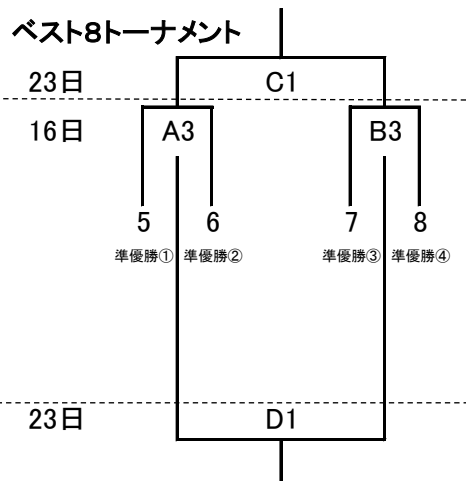 ベスト8トーナメント
23日 C1
16日 A3 B3
5 6 7 8
準優勝① 準優勝② 準優勝③ 準優勝④
23日 D1